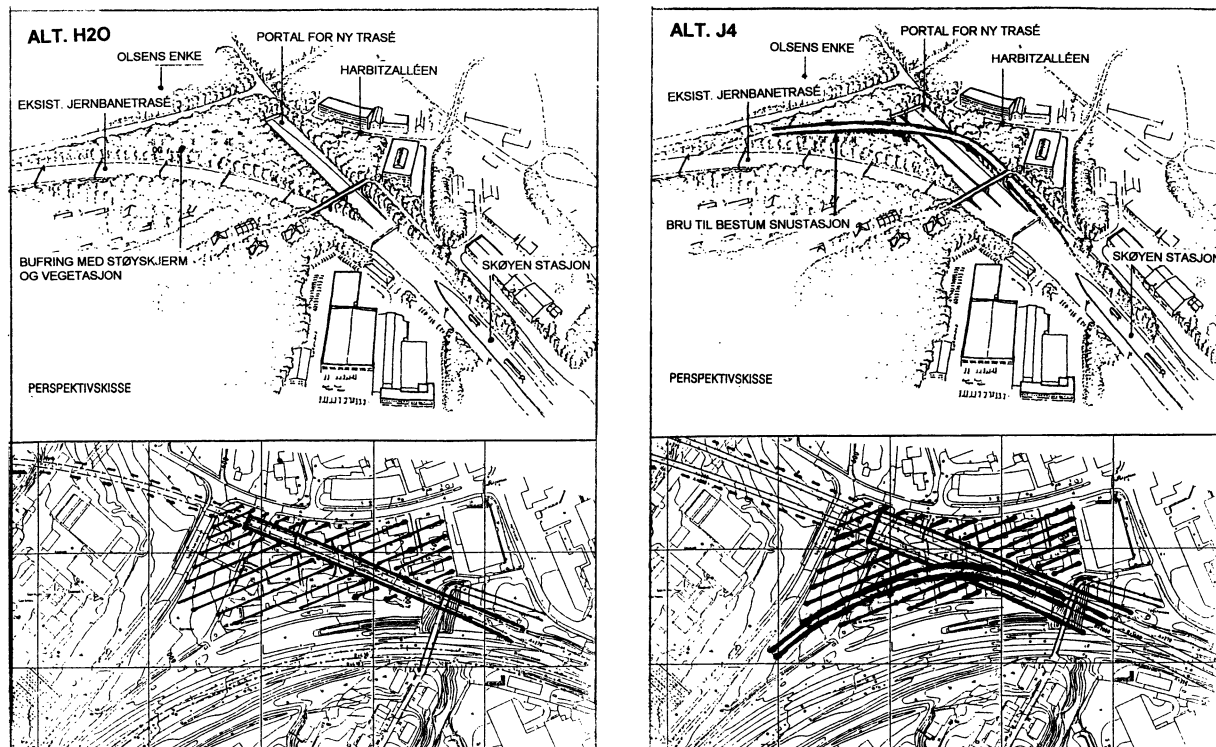 ALT. H2O
PORTAL FOR NY TRASÉ
OLSENS ENKE
HARBITZALLÉEN
EKSIST. JERNBANETRASÉ
BUFRING MED STØYSKJERM
OG VEGETASJON
SKØYEN STASJON
PERSPEKTIVSKISSE
ALT. J4
PORTAL FOR NY TRASÉ
OLSENS ENKE
HARBITZALLÉEN
EKSIST. JERNBANETRASÉ
BRU TIL BESTUM SNUSTASJON
SKØYEN STASJON
PERSPEKTIVSKISSE